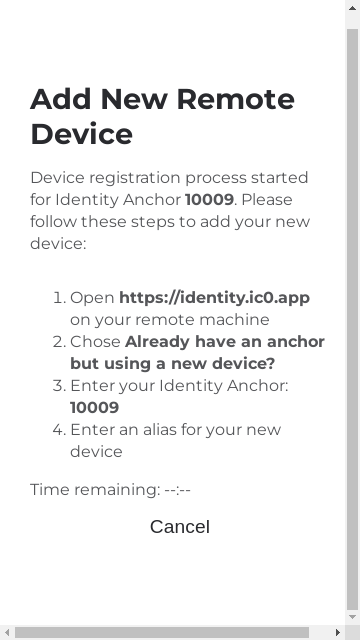 Add New Remote
Device
Device registration process started
for Identity Anchor 10009. Please
follow these steps to add your new
device:
1. Open https://identity.ic0.app
on your remote machine
2. Chose Already have an anchor
but using a new device?
3. Enter your Identity Anchor:
10009
4. Enter an alias for your new
device
Time remaining: --:--
Cancel